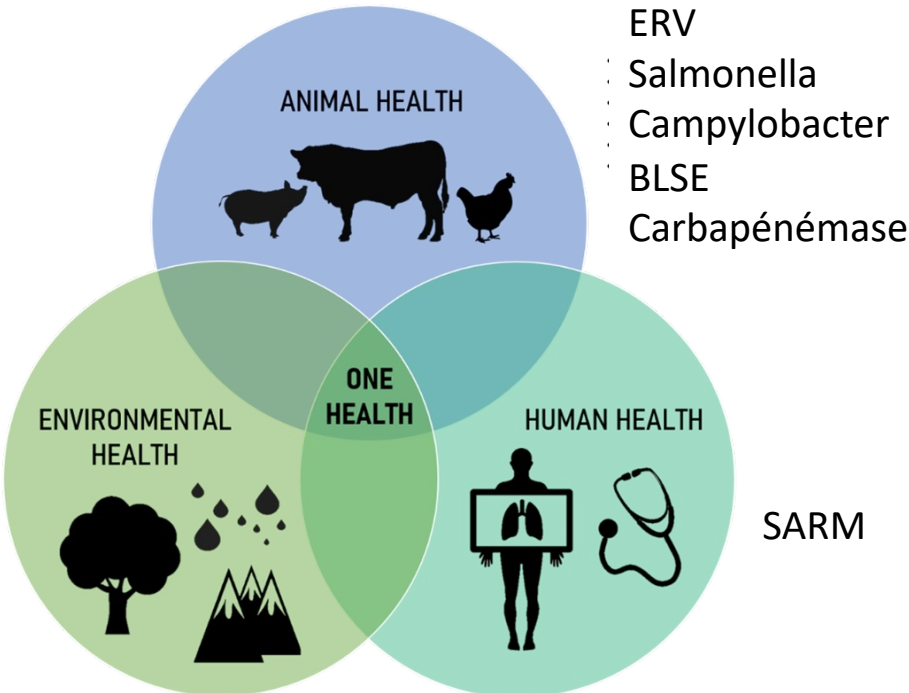 ERV
Salmonella
Campylobacter
BLSE
Carbapénémase
ANIMAL HEALTH
ONE
HEALTH
ENVIRONMENTAL
HEALTH
HUMAN HEALTH
SARM